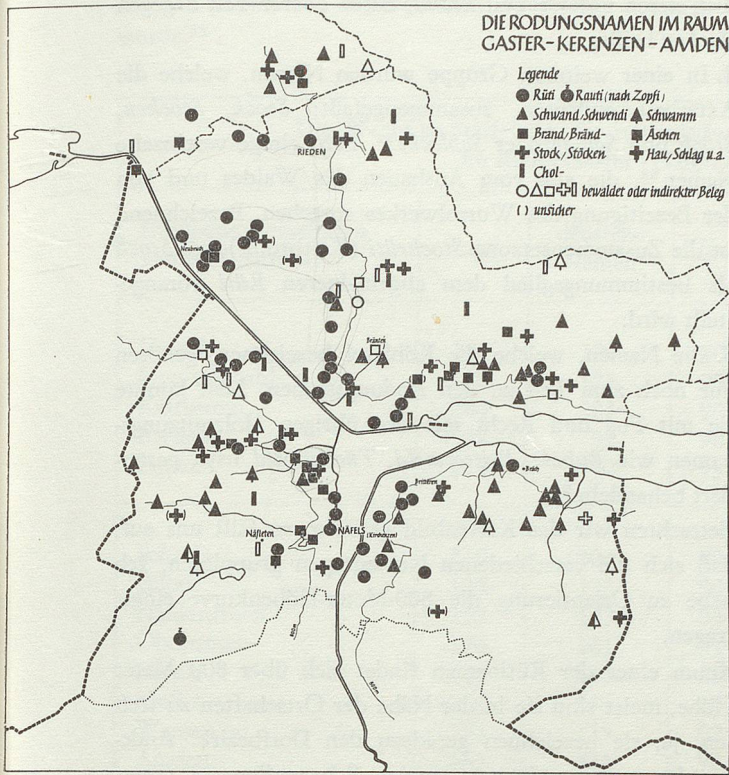 DIE RODUNGSNAMEN IM RAUM
GASTER-KERENZEN-AMDEN
Legende
Rüti Rauti (nach Zopfi)
Schwand/Schwendi Schwamm
Brand/Bränd- Äschen
Stock/Stöcken Hau/Schlag u.a.
Chol-
bewaldet oder indirekter Beleg
( ) unsicher
RIEDEN
Neubruch
Bränten
Britteren
Brüch
NÄFELS
(Kirchenzen)
Näfleten